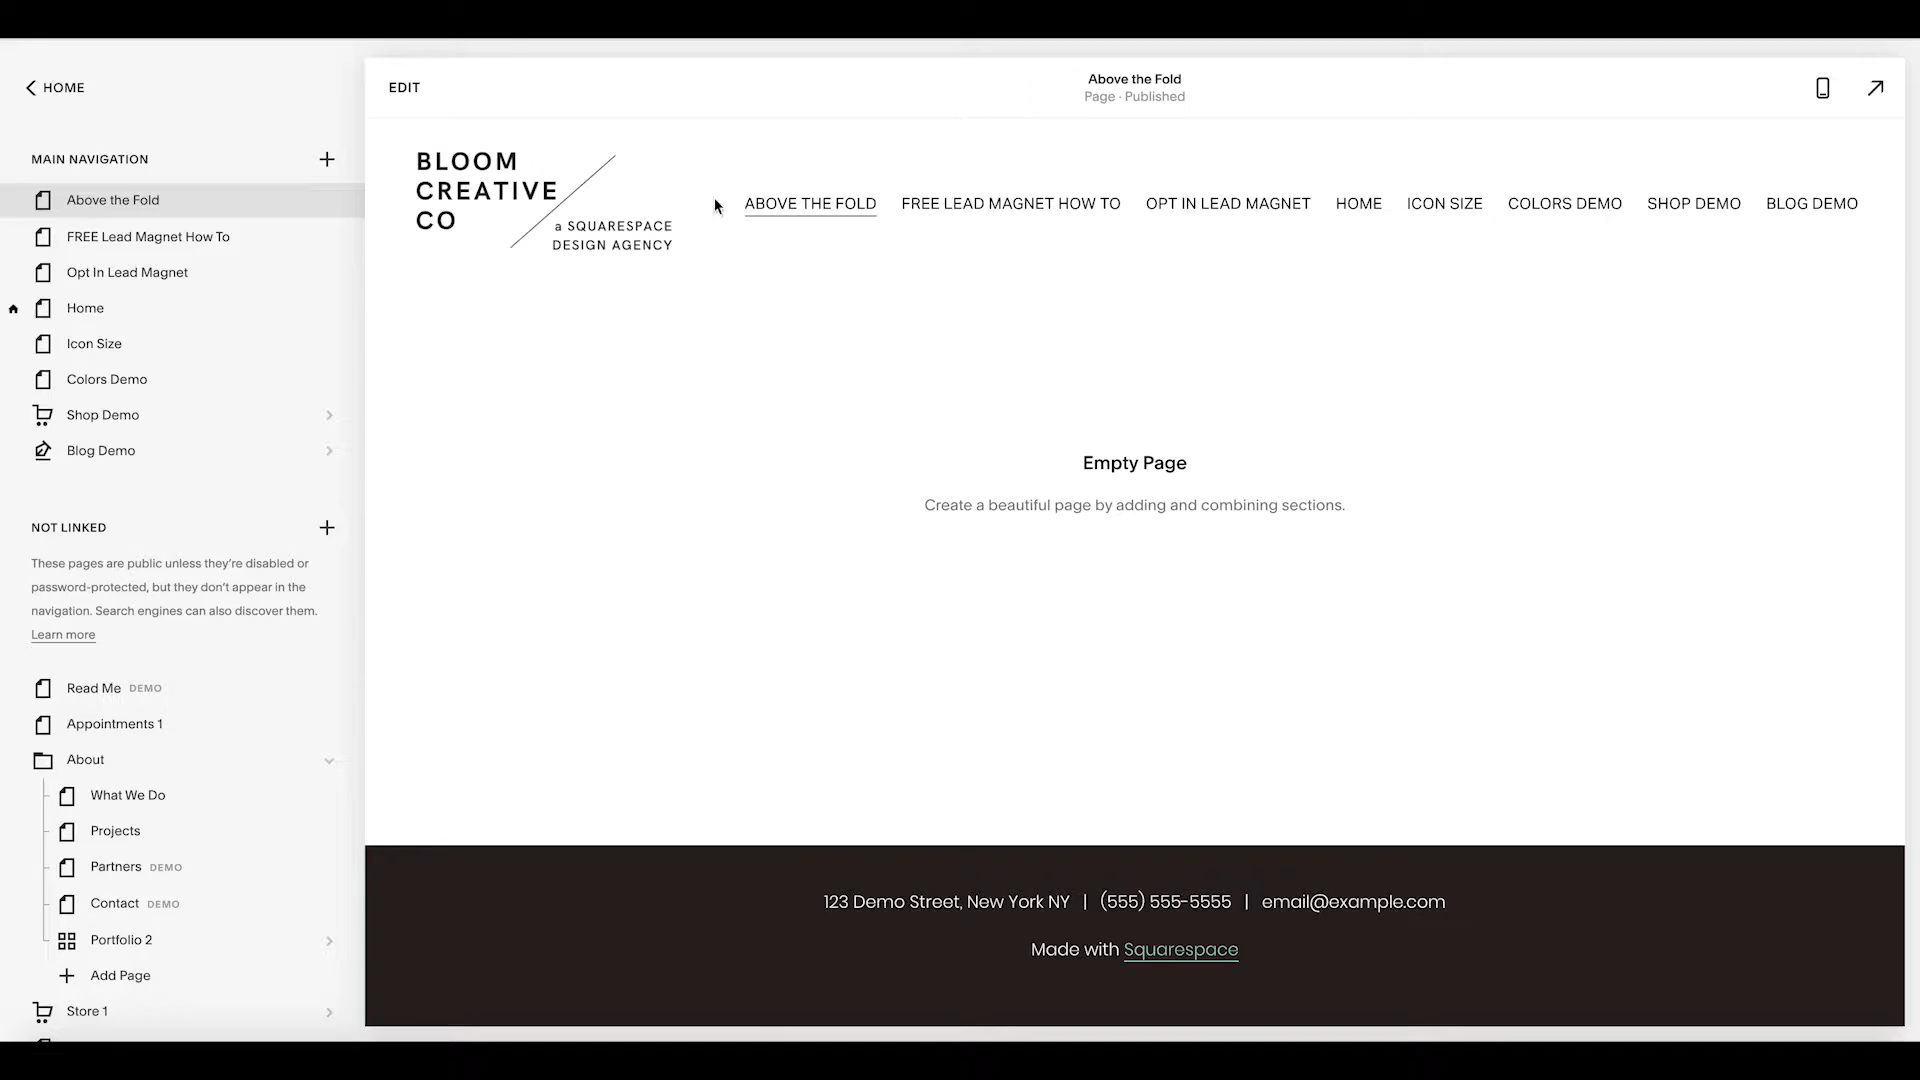 HOME
MAIN NAVIGATION
Above the Fold
FREE Lead Magnet How To
Opt In Lead Magnet
Home
Icon Size
Colors Demo
Shop Demo
Blog Demo
NOT LINKED
These pages are public unless they're disabled or
password-protected, but they don't appear in the
navigation. Search engines can also discover them.
Learn more
Read Me DEMO
Appointments 1
About
What We Do
Projects
Partners DEMO
Contact DEMO
Portfolio 2
Add Page
Store 1
EDIT
Above the Fold
Page · Published
BLOOM
CREATIVE
CO
a SQUARESPACE
DESIGN AGENCY
ABOVE THE FOLD FREE LEAD MAGNET HOW TO OPT IN LEAD MAGNET HOME ICON SIZE COLORS DEMO SHOP DEMO BLOG DEMO
Empty Page
Create a beautiful page by adding and combining sections.
123 Demo Street, New York NY | (555) 555-5555 | email@example.com
Made with Squarespace